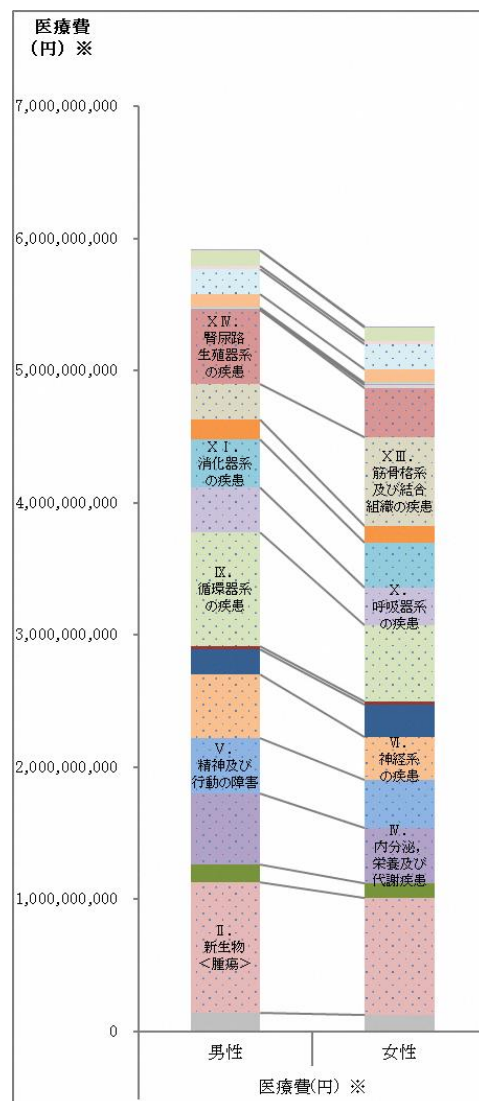 医療費
(円) ※
7,000,000,000
6,000,000,000
5,000,000,000
4,000,000,000
3,000,000,000
2,000,000,000
1,000,000,000
0
ⅩⅣ.
腎尿路
生殖器系
の疾患
ⅩⅠ.
消化器系
の疾患
Ⅸ.
循環器系
の疾患
Ⅴ.
精神及び
行動の障害
Ⅱ.
新生物
<腫瘍>
ⅩⅢ.
筋骨格系
及び結合
組織の疾患
Ⅹ.
呼吸器系
の疾患
Ⅵ.
神経系
の疾患
Ⅳ.
内分泌,
栄養及び
代謝疾患
男性
女性
医療費(円) ※